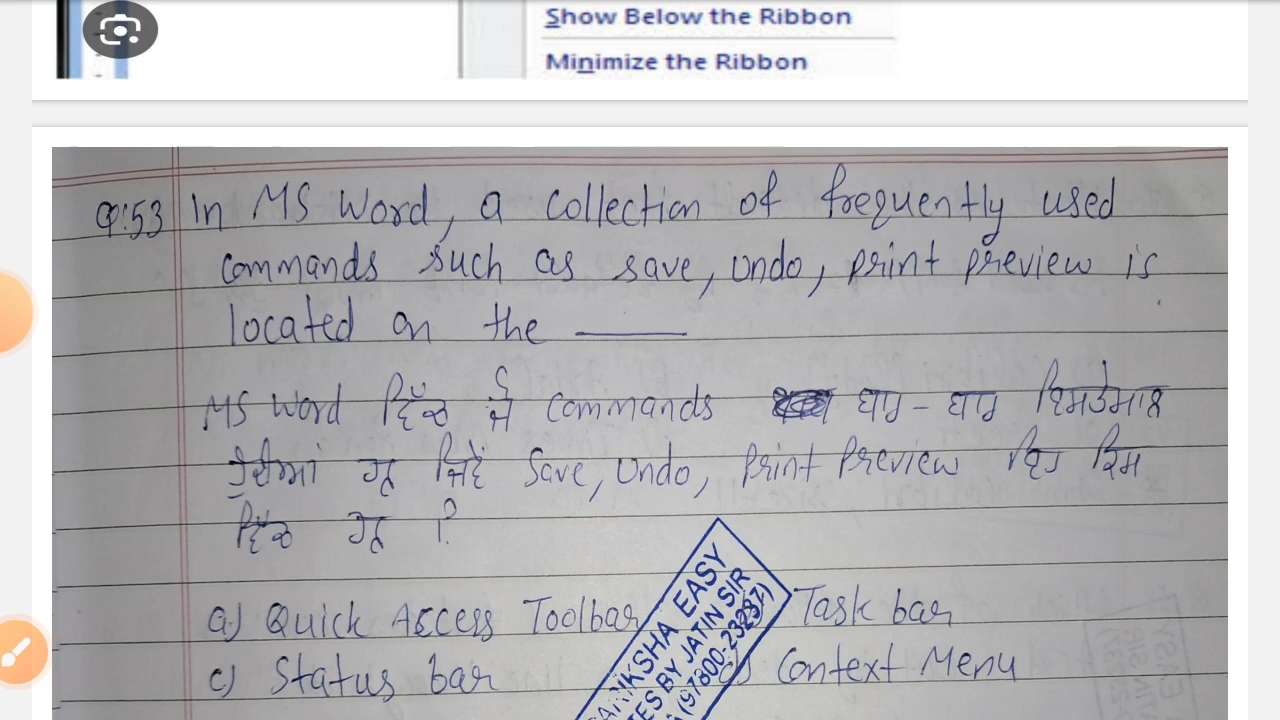 Show Below the Ribbon
Minimize the Ribbon
Q:53 In MS Word, a collection of frequently used
commands such as save, undo, print preview is
located on the ______
MS Word ਵਿੱਚ ਜੋ commands ਬਾਰ - ਬਾਰ ਇਸਤੇਮਾਲ
ਹੁੰਦੀਆਂ ਹਨ ਜਿਵੇਂ Save, Undo, Print Preview ਇਹ ਕਿਸ
ਵਿੱਚ ਹਨ ।?
a) Quick Access Toolbar Task bar
c) Status bar Context Menu
EASY
BY JATIN SIR